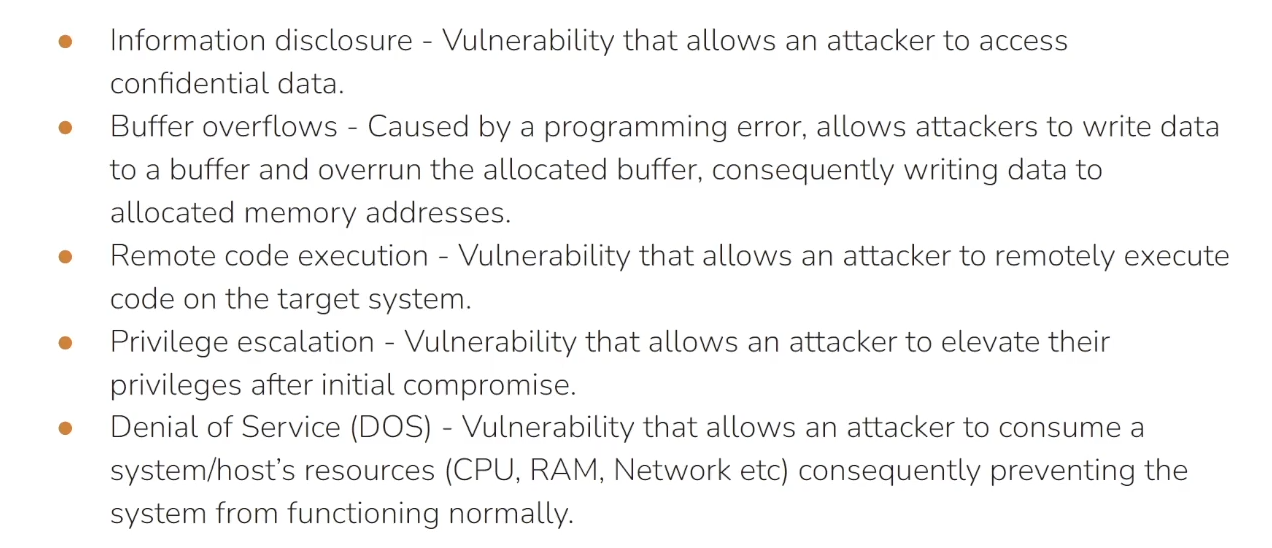 ● Information disclosure - Vulnerability that allows an attacker to access
confidential data.
● Buffer overflows - Caused by a programming error, allows attackers to write data
to a buffer and overrun the allocated buffer, consequently writing data to
allocated memory addresses.
● Remote code execution - Vulnerability that allows an attacker to remotely execute
code on the target system.
● Privilege escalation - Vulnerability that allows an attacker to elevate their
privileges after initial compromise.
● Denial of Service (DOS) - Vulnerability that allows an attacker to consume a
system/host’s resources (CPU, RAM, Network etc) consequently preventing the
system from functioning normally.